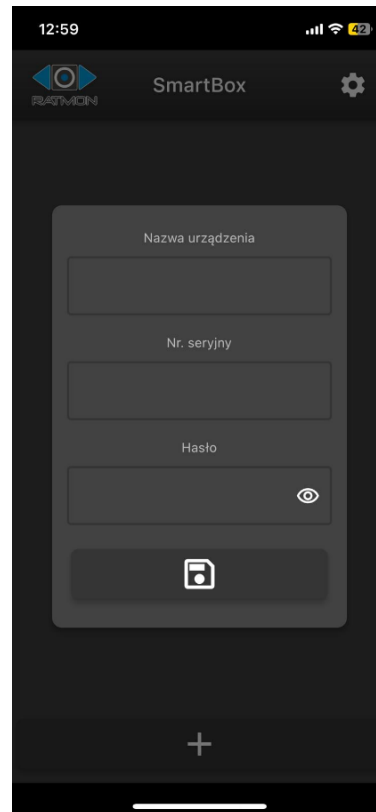 12:59
42
RATMON
SmartBox
Nazwa urządzenia
Nr. seryjny
Hasło